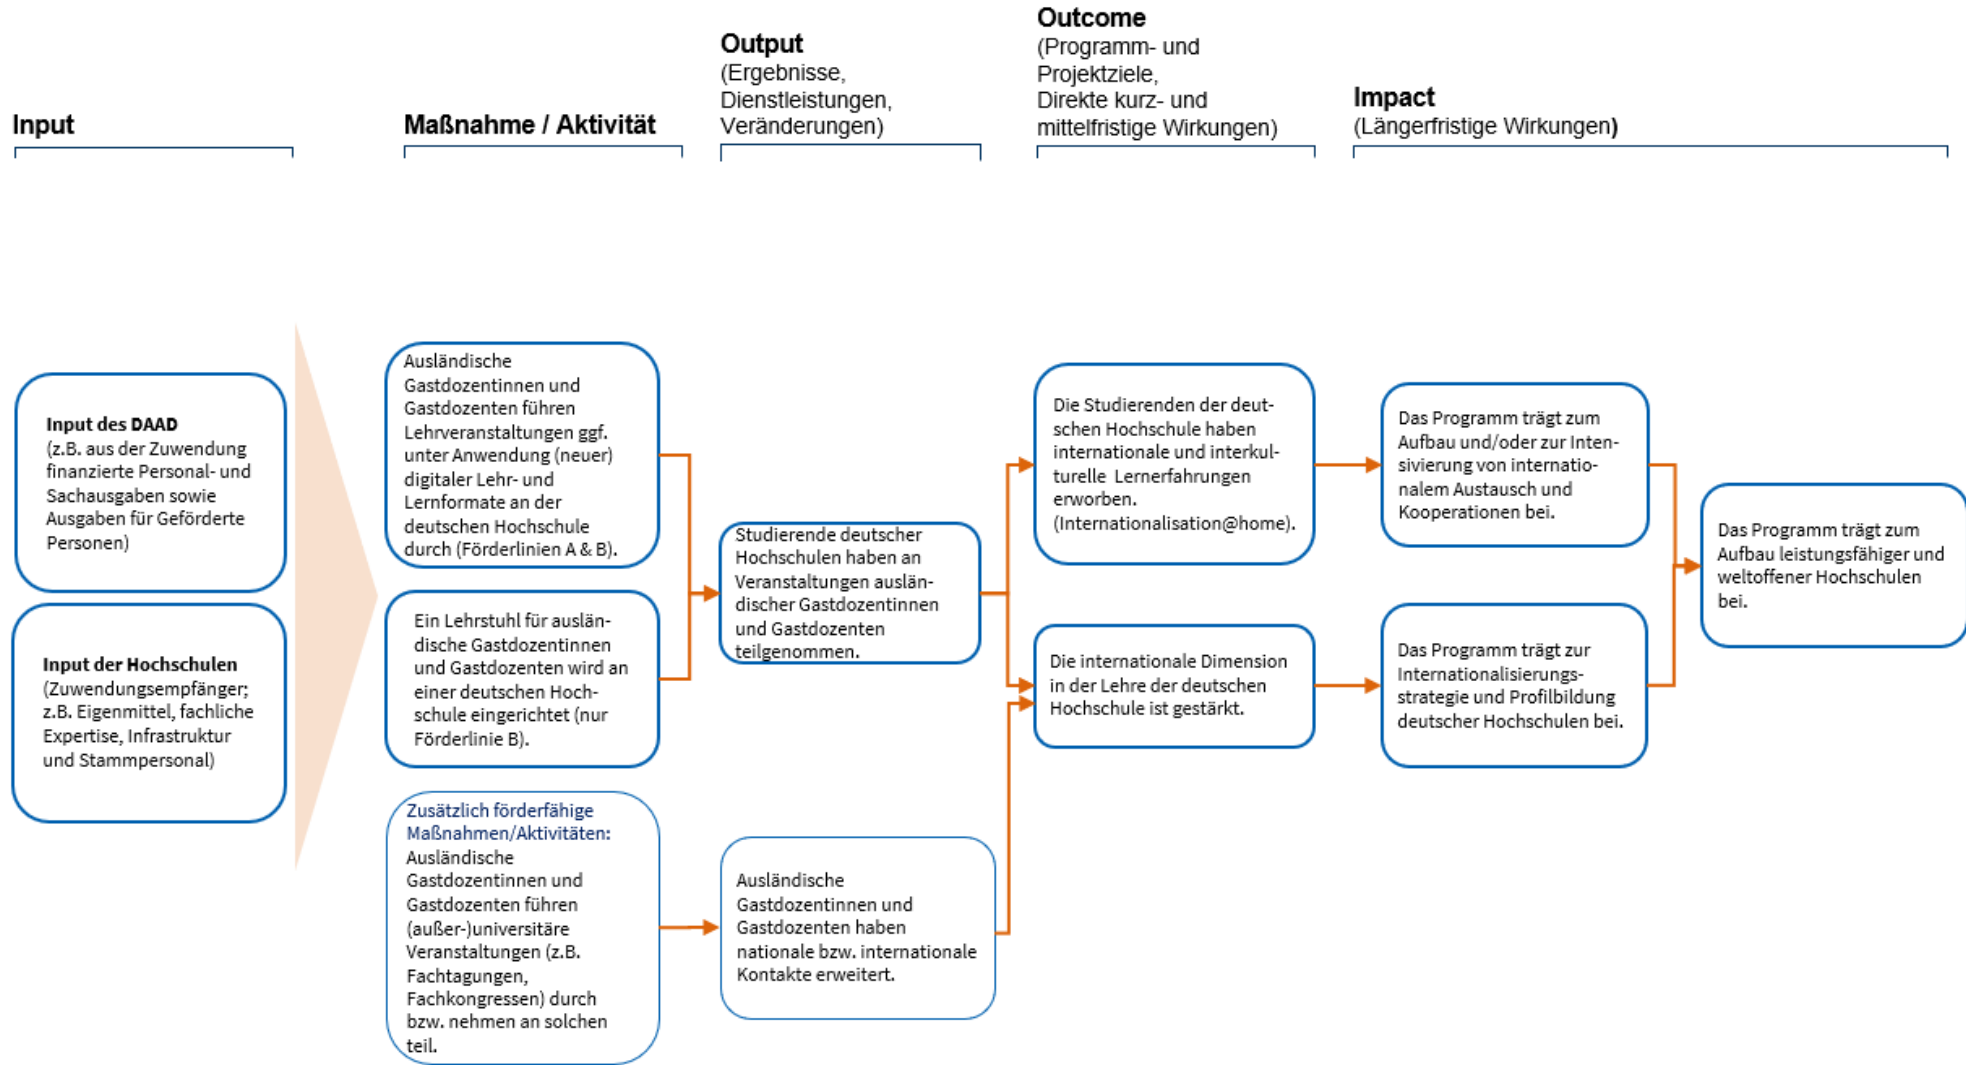 Input
Maßnahme / Aktivität
Output
(Ergebnisse,
Dienstleistungen,
Veränderungen)
Outcome
(Programm- und
Projektziele,
Direkte kurz- und
mittelfristige Wirkungen)
Impact
(Längerfristige Wirkungen)
Input des DAAD
(z.B. aus der Zuwendung
finanzierte Personal- und
Sachausgaben sowie
Ausgaben für Geförderte
Personen)
Input der Hochschulen
(Zuwendungsempfänger;
z.B. Eigenmittel, fachliche
Expertise, Infrastruktur
und Stammpersonal)
Ausländische
Gastdozentinnen und
Gastdozenten führen
Lehrveranstaltungen ggf.
unter Anwendung (neuer)
digitaler Lehr- und
Lernformate an der
deutschen Hochschule
durch (Förderlinien A & B).
Ein Lehrstuhl für auslän-
dische Gastdozentinnen
und Gastdozenten wird an
einer deutschen Hoch-
schule eingerichtet (nur
Förderlinie B).
Zusätzlich förderfähige
Maßnahmen/Aktivitäten:
Ausländische
Gastdozentinnen und
Gastdozenten führen
(außer-)universitäre
Veranstaltungen (z.B.
Fachtagungen,
Fachkongressen) durch
bzw. nehmen an solchen
teil.
Studierende deutscher
Hochschulen haben an
Veranstaltungen auslän-
discher Gastdozentinnen
und Gastdozenten
teilgenommen.
Ausländische
Gastdozentinnen und
Gastdozenten haben
nationale bzw. internationale
Kontakte erweitert.
Die Studierenden der deut-
schen Hochschule haben
internationale und interkul-
turelle Lernerfahrungen
erworben.
(Internationalisation@home).
Die internationale Dimension
in der Lehre der deutschen
Hochschule ist gestärkt.
Das Programm trägt zum
Aufbau und/oder zur Inten-
sivierung von internatio-
nalem Austausch und
Kooperationen bei.
Das Programm trägt zur
Internationalisierungs-
strategie und Profilbildung
deutscher Hochschulen bei.
Das Programm trägt zum
Aufbau leistungsfähiger und
weltoffener Hochschulen
bei.